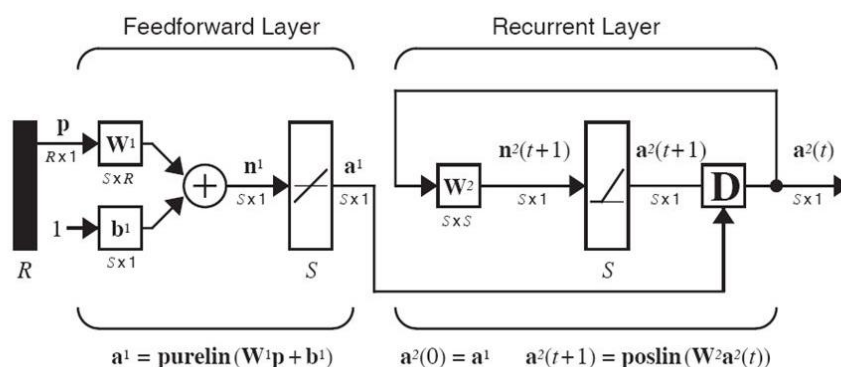 Feedforward Layer
Recurrent Layer
p
R x 1
W¹
S x R
1
b¹
S x 1
n¹
S x 1
a¹
S x 1
R
S
W²
S x S
n²(t+1)
S x 1
a²(t+1)
S x 1
D
a²(t)
S x 1
S
a¹ = purelin (W¹p + b¹)
a²(0) = a¹ a²(t+1) = poslin (W²a²(t))